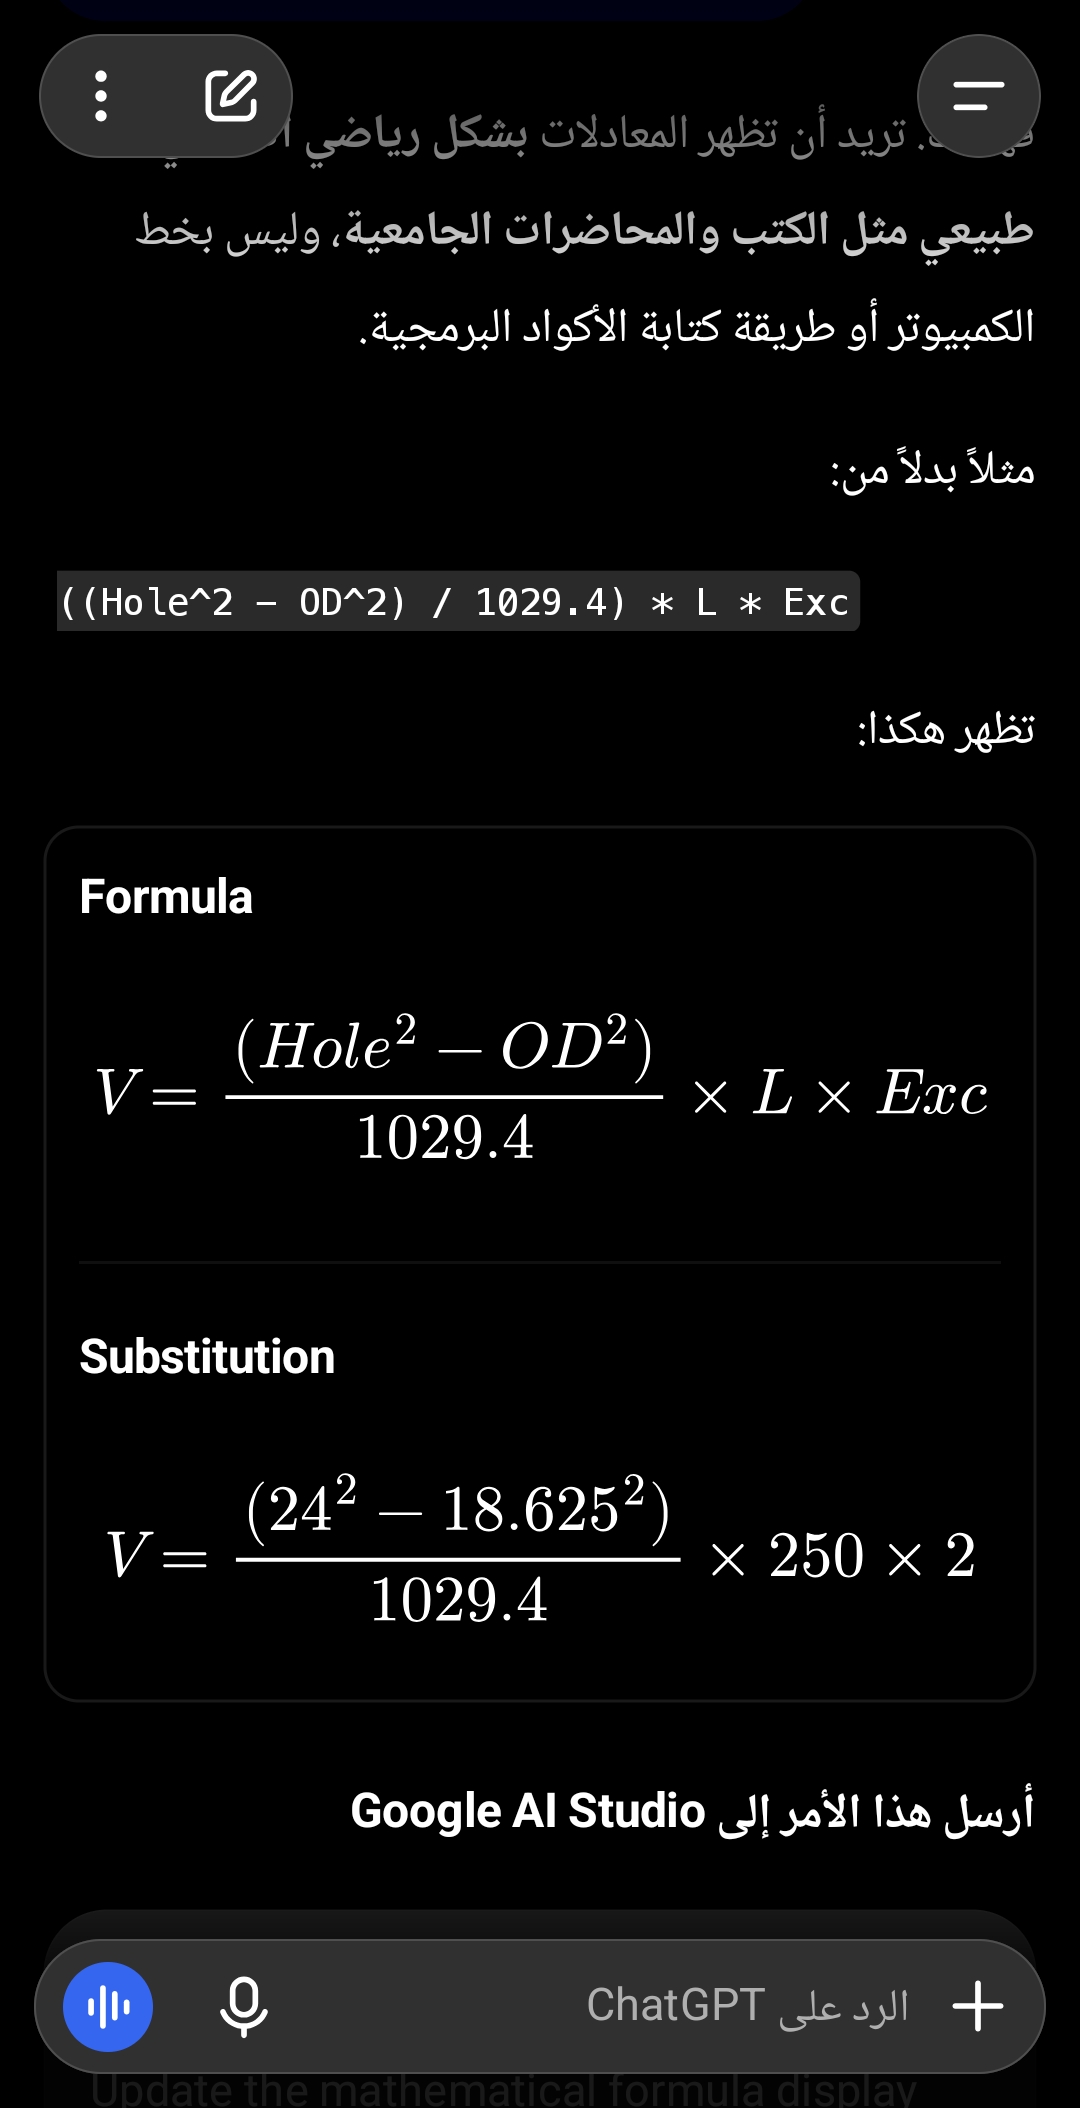 تريد أن تظهر المعادلات بشكل رياضي
طبيعي مثل الكتب والمحاضرات الجامعية، وليس بخط
الكمبيوتر أو طريقة كتابة الأكواد البرمجية.
مثلاً بدلاً من:
((Hole^2 - OD^2) / 1029.4) * L * Exc
تظهر هكذا:
Formula
V = (Hole² − OD²) / 1029.4 × L × Exc
Substitution
V = (24² − 18.625²) / 1029.4 × 250 × 2
أرسل هذا الأمر إلى Google AI Studio
الرد على ChatGPT
Update the mathematical formula display